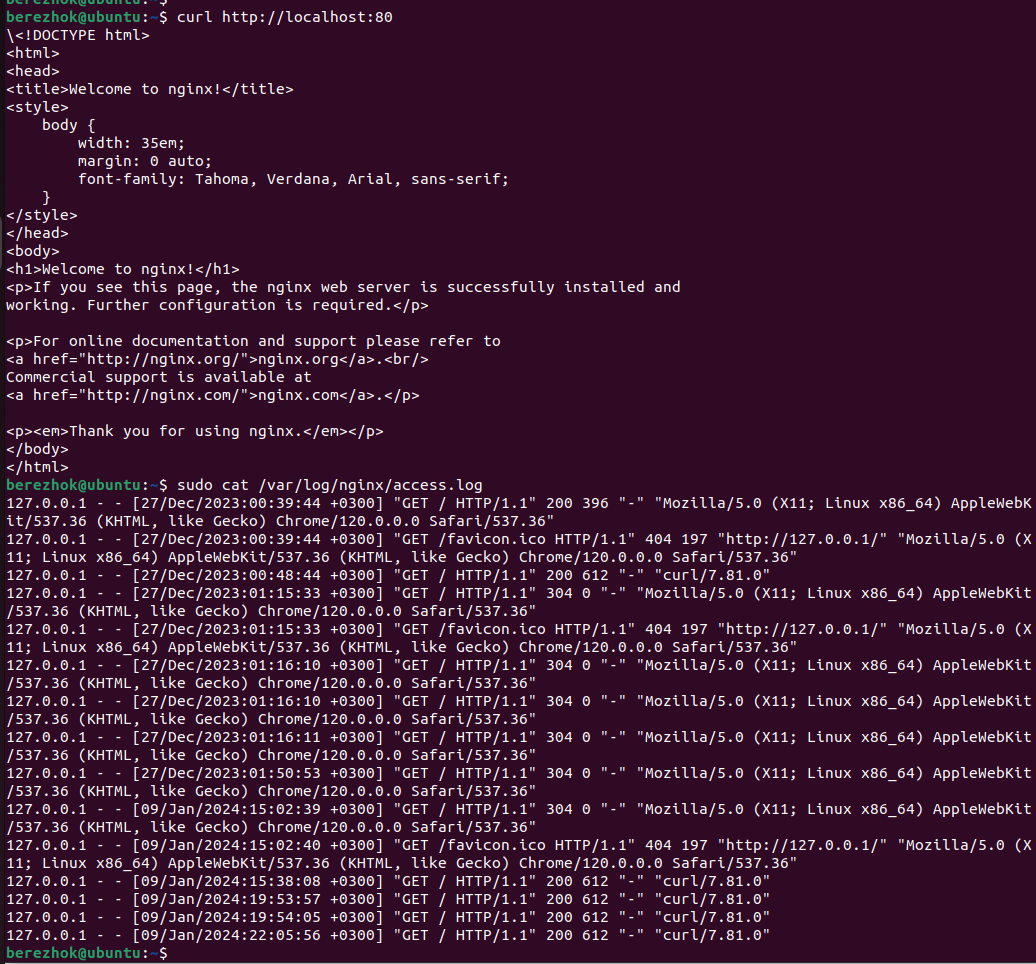 berezhok@ubuntu:~$
berezhok@ubuntu:~$ curl http://localhost:80
\<!DOCTYPE html>
<html>
<head>
<title>Welcome to nginx!</title>
<style>
    body {
        width: 35em;
        margin: 0 auto;
        font-family: Tahoma, Verdana, Arial, sans-serif;
    }
</style>
</head>
<body>
<h1>Welcome to nginx!</h1>
<p>If you see this page, the nginx web server is successfully installed and
working. Further configuration is required.</p>

<p>For online documentation and support please refer to
<a href="http://nginx.org/">nginx.org</a>.<br/>
Commercial support is available at
<a href="http://nginx.com/">nginx.com</a>.</p>

<p><em>Thank you for using nginx.</em></p>
</body>
</html>
berezhok@ubuntu:~$ sudo cat /var/log/nginx/access.log
127.0.0.1 - - [27/Dec/2023:00:39:44 +0300] "GET / HTTP/1.1" 200 396 "-" "Mozilla/5.0 (X11; Linux x86_64) AppleWebK
it/537.36 (KHTML, like Gecko) Chrome/120.0.0.0 Safari/537.36"
127.0.0.1 - - [27/Dec/2023:00:39:44 +0300] "GET /favicon.ico HTTP/1.1" 404 197 "http://127.0.0.1/" "Mozilla/5.0 (X
11; Linux x86_64) AppleWebKit/537.36 (KHTML, like Gecko) Chrome/120.0.0.0 Safari/537.36"
127.0.0.1 - - [27/Dec/2023:00:48:44 +0300] "GET / HTTP/1.1" 200 612 "-" "curl/7.81.0"
127.0.0.1 - - [27/Dec/2023:01:15:33 +0300] "GET / HTTP/1.1" 304 0 "-" "Mozilla/5.0 (X11; Linux x86_64) AppleWebKit
/537.36 (KHTML, like Gecko) Chrome/120.0.0.0 Safari/537.36"
127.0.0.1 - - [27/Dec/2023:01:15:33 +0300] "GET /favicon.ico HTTP/1.1" 404 197 "http://127.0.0.1/" "Mozilla/5.0 (X
11; Linux x86_64) AppleWebKit/537.36 (KHTML, like Gecko) Chrome/120.0.0.0 Safari/537.36"
127.0.0.1 - - [27/Dec/2023:01:16:10 +0300] "GET / HTTP/1.1" 304 0 "-" "Mozilla/5.0 (X11; Linux x86_64) AppleWebKit
/537.36 (KHTML, like Gecko) Chrome/120.0.0.0 Safari/537.36"
127.0.0.1 - - [27/Dec/2023:01:16:10 +0300] "GET / HTTP/1.1" 304 0 "-" "Mozilla/5.0 (X11; Linux x86_64) AppleWebKit
/537.36 (KHTML, like Gecko) Chrome/120.0.0.0 Safari/537.36"
127.0.0.1 - - [27/Dec/2023:01:16:11 +0300] "GET / HTTP/1.1" 304 0 "-" "Mozilla/5.0 (X11; Linux x86_64) AppleWebKit
/537.36 (KHTML, like Gecko) Chrome/120.0.0.0 Safari/537.36"
127.0.0.1 - - [27/Dec/2023:01:50:53 +0300] "GET / HTTP/1.1" 304 0 "-" "Mozilla/5.0 (X11; Linux x86_64) AppleWebKit
/537.36 (KHTML, like Gecko) Chrome/120.0.0.0 Safari/537.36"
127.0.0.1 - - [09/Jan/2024:15:02:39 +0300] "GET / HTTP/1.1" 304 0 "-" "Mozilla/5.0 (X11; Linux x86_64) AppleWebKit
/537.36 (KHTML, like Gecko) Chrome/120.0.0.0 Safari/537.36"
127.0.0.1 - - [09/Jan/2024:15:02:40 +0300] "GET /favicon.ico HTTP/1.1" 404 197 "http://127.0.0.1/" "Mozilla/5.0 (X
11; Linux x86_64) AppleWebKit/537.36 (KHTML, like Gecko) Chrome/120.0.0.0 Safari/537.36"
127.0.0.1 - - [09/Jan/2024:15:38:08 +0300] "GET / HTTP/1.1" 200 612 "-" "curl/7.81.0"
127.0.0.1 - - [09/Jan/2024:19:53:57 +0300] "GET / HTTP/1.1" 200 612 "-" "curl/7.81.0"
127.0.0.1 - - [09/Jan/2024:19:54:05 +0300] "GET / HTTP/1.1" 200 612 "-" "curl/7.81.0"
127.0.0.1 - - [09/Jan/2024:22:05:56 +0300] "GET / HTTP/1.1" 200 612 "-" "curl/7.81.0"
berezhok@ubuntu:~$